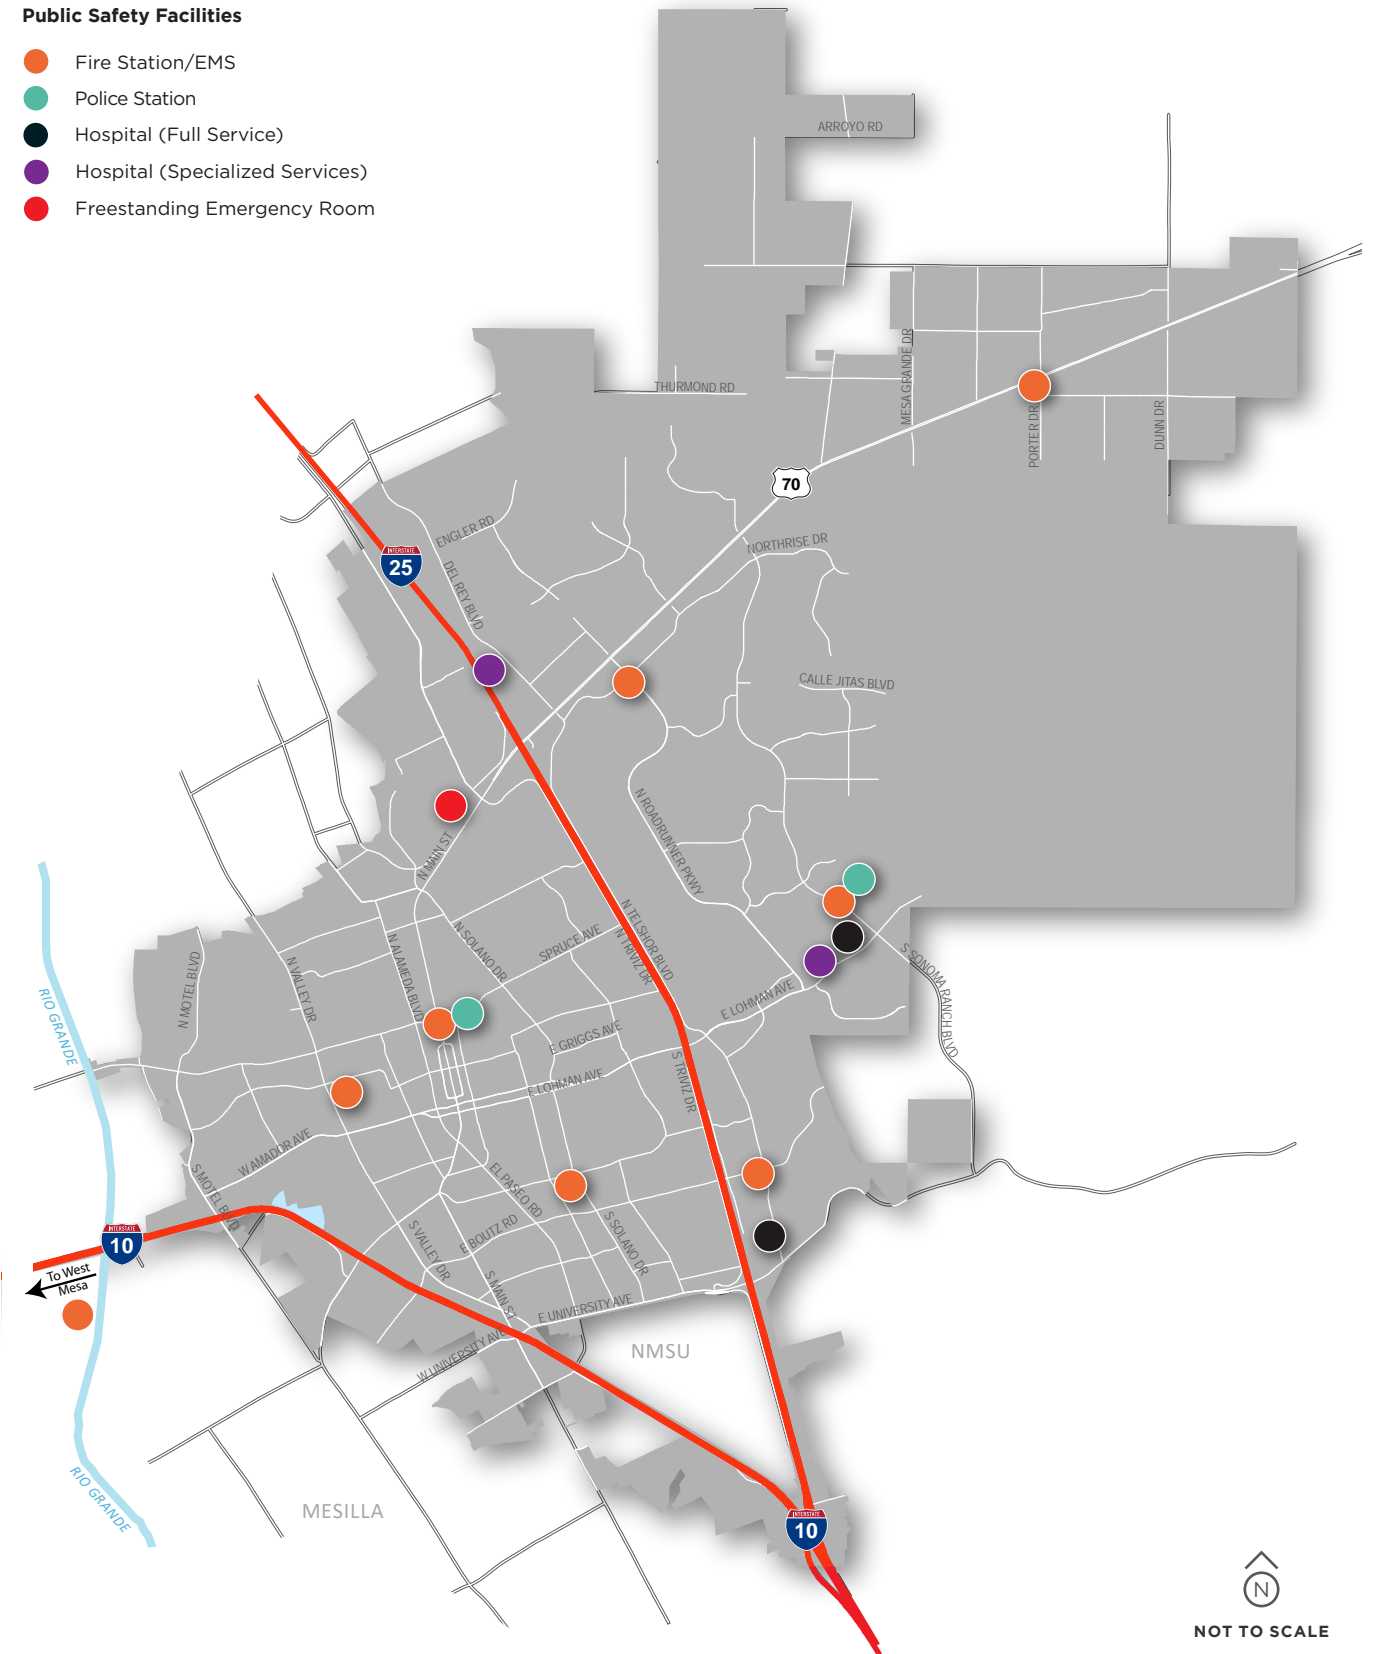 Public Safety Facilities
Fire Station/EMS
Police Station
Hospital (Full Service)
Hospital (Specialized Services)
Freestanding Emergency Room
ARROYO RD
THURMOND RD
MESA GRANDE DR
PORTER DR
DUNN DR
70
ENGLER RD
NORTHRISE DR
INTERSTATE
25
DEL REY BLVD
CALLE JITAS BLVD
N ROADRUNNER PKWY
N MAIN ST
N TELSHOR BLVD
N TRIVIZ DR
N SOLANO DR
SPRUCE AVE
N ALAMEDA BLVD
N VALLEY DR
N MOTEL BLVD
S SONOMA RANCH BLVD
E LOHMAN AVE
RIO GRANDE
E GRIGGS AVE
E LOHMAN AVE
S TRIVIZ DR
W AMADOR AVE
S MOTEL BLVD
EL PASEO RD
E BOUTZ RD
S SOLANO DR
S VALLEY DR
S MAIN ST
INTERSTATE
10
To West
Mesa
E UNIVERSITY AVE
W UNIVERSITY AVE
NMSU
MESILLA
RIO GRANDE
INTERSTATE
10
N
NOT TO SCALE